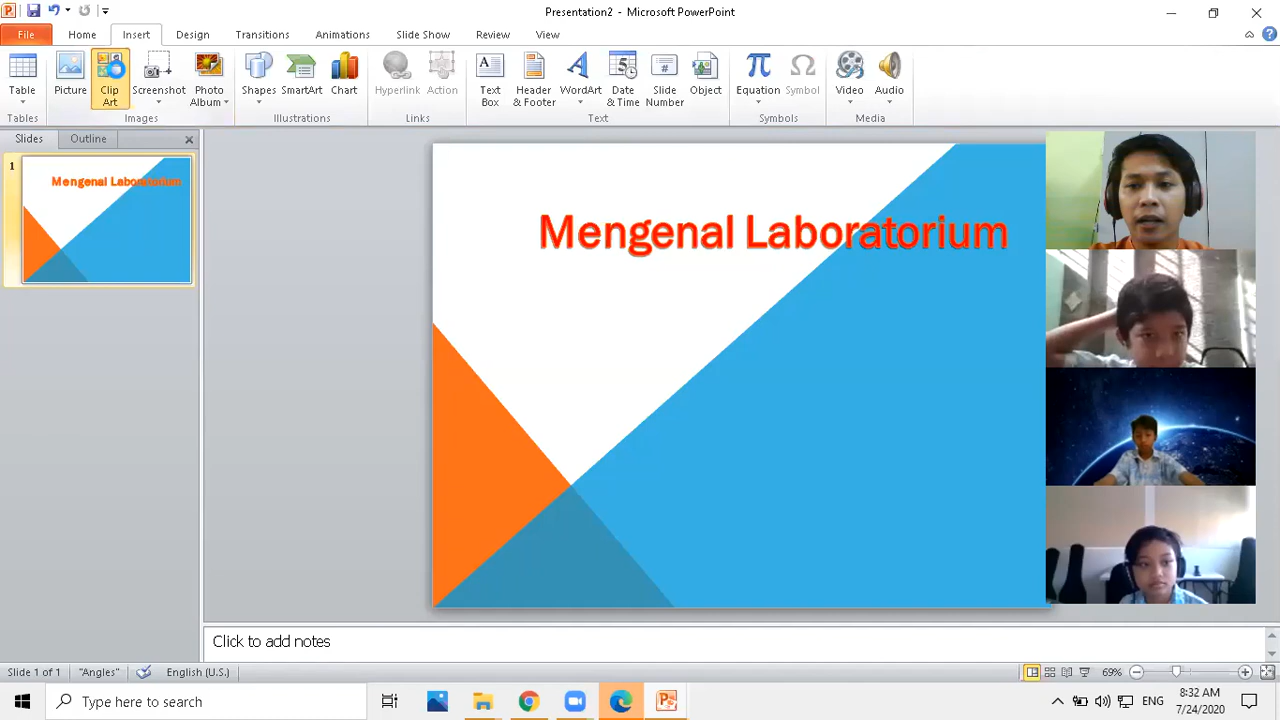 Presentation2 - Microsoft PowerPoint
File Home Insert Design Transitions Animations Slide Show Review View
Table Picture Clip Art Screenshot Photo Album Shapes SmartArt Chart Hyperlink Action Text Box Header & Footer WordArt Date & Time Slide Number Object Equation Symbol Video Audio
Tables Images Illustrations Links Text Symbols Media
Slides Outline
1
Mengenal Laboratorium
Mengenal Laboratorium
Click to add notes
Slide 1 of 1 "Angles" English (U.S.) 69%
Type here to search
ENG
8:32 AM
7/24/2020